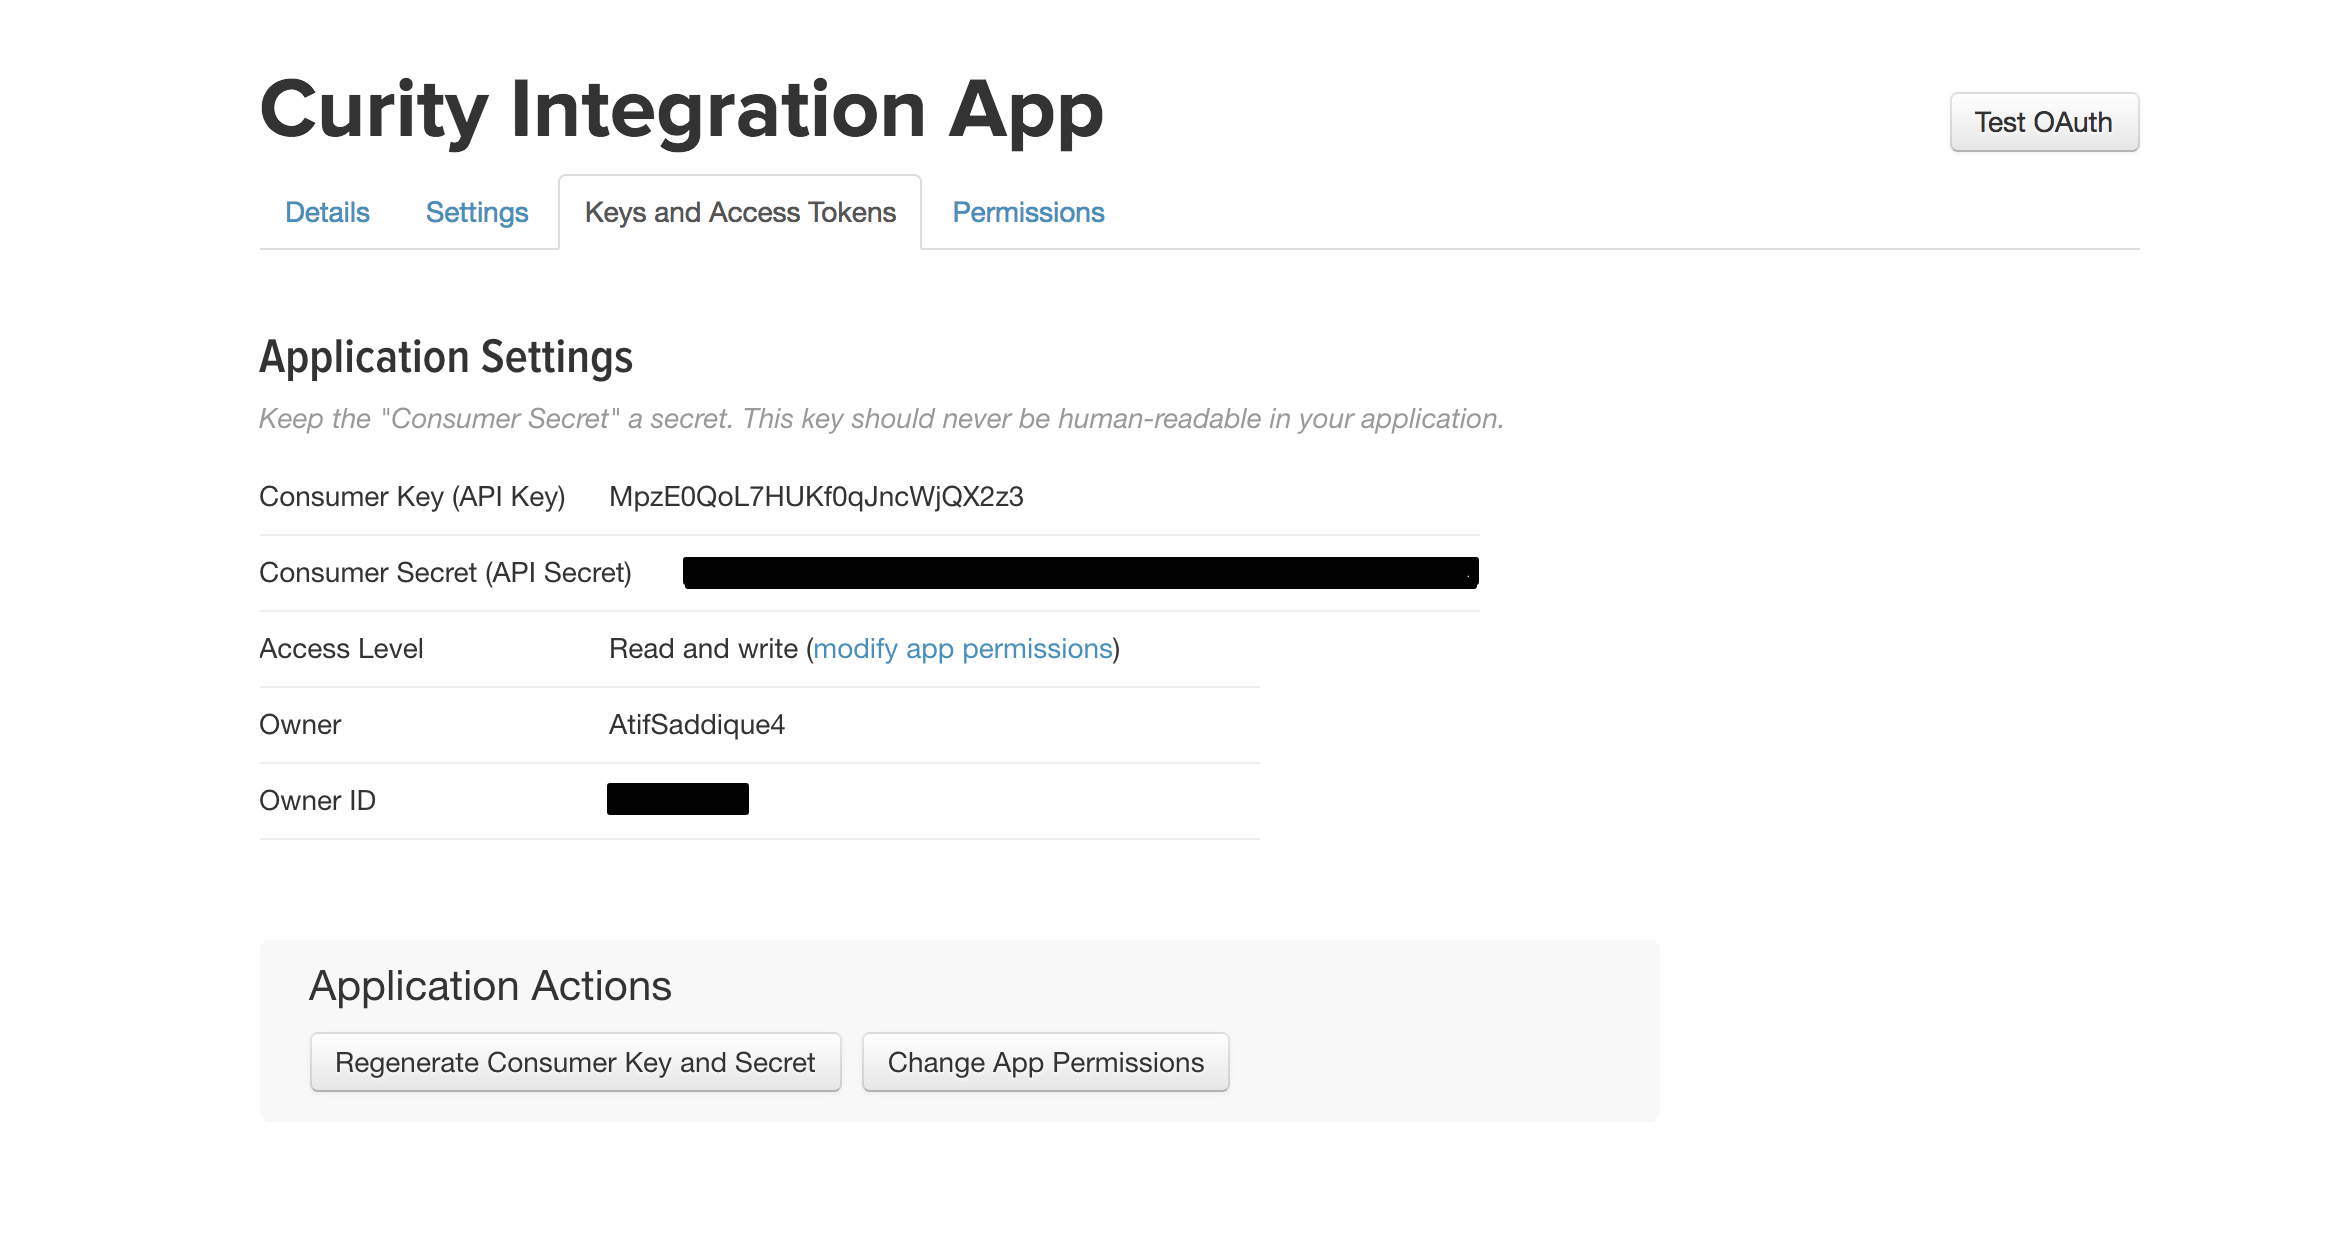 Curity Integration App
Test OAuth
Details Settings Keys and Access Tokens Permissions
Application Settings
Keep the "Consumer Secret" a secret. This key should never be human-readable in your application.
Consumer Key (API Key) MpzE0QoL7HUKf0qJncWjQX2z3
Consumer Secret (API Secret)
Access Level Read and write (modify app permissions)
Owner AtifSaddique4
Owner ID
Application Actions
Regenerate Consumer Key and Secret Change App Permissions